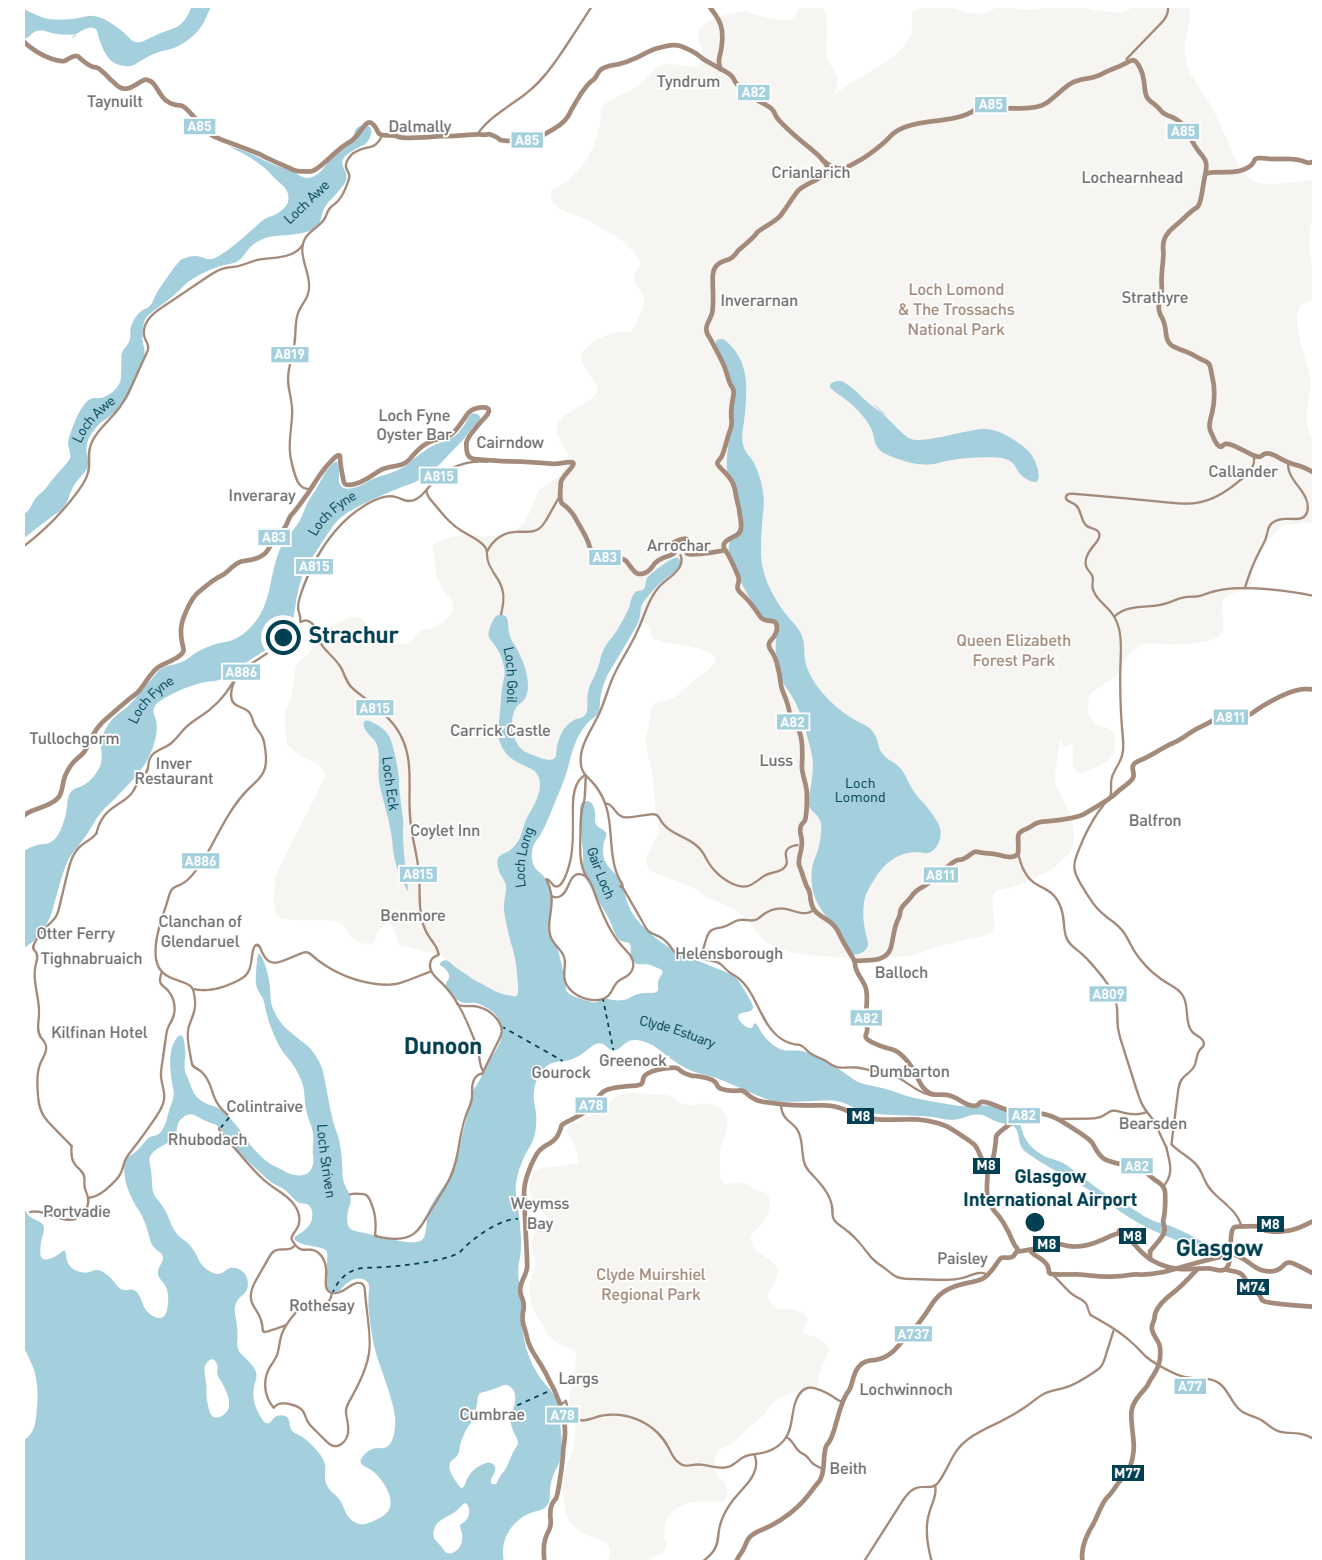 Tyndrum
A82
Taynuilt
A85
A85
Dalmally
A85
A85
Crianlarich
Lochearnhead
Loch Awe
Loch Lomond
& The Trossachs
National Park
Inverarnan
Strathyre
A819
Loch Awe
Loch Fyne
Oyster Bar
Cairndow
A815
Callander
Inveraray
Loch Fyne
A83
A815
A83
Arrochar
Strachur
Queen Elizabeth
Forest Park
A886
Loch Goil
Loch Fyne
A815
A82
A811
Tullochgorm
Carrick Castle
Inver
Restaurant
Luss
Loch Eck
Loch
Lomond
Coylet Inn
Balfron
A886
Loch Long
Gair Loch
A815
A811
Benmore
Clanchan of
Glendaruel
Otter Ferry
Tighnabruaich
Helensborough
Balloch
A809
A82
Kilfinan Hotel
Clyde Estuary
Dunoon
Gourock
Greenock
Dumbarton
A78
Colintraive
M8
A82
Bearsden
Rhubodach
Loch Striven
M8
A82
Glasgow
International Airport
Portvadie
Weymss
Bay
M8
M8
M8
Glasgow
Paisley
Clyde Muirshiel
Regional Park
M74
Rothesay
A737
Largs
Lochwinnoch
A77
Cumbrae
A78
Beith
M77